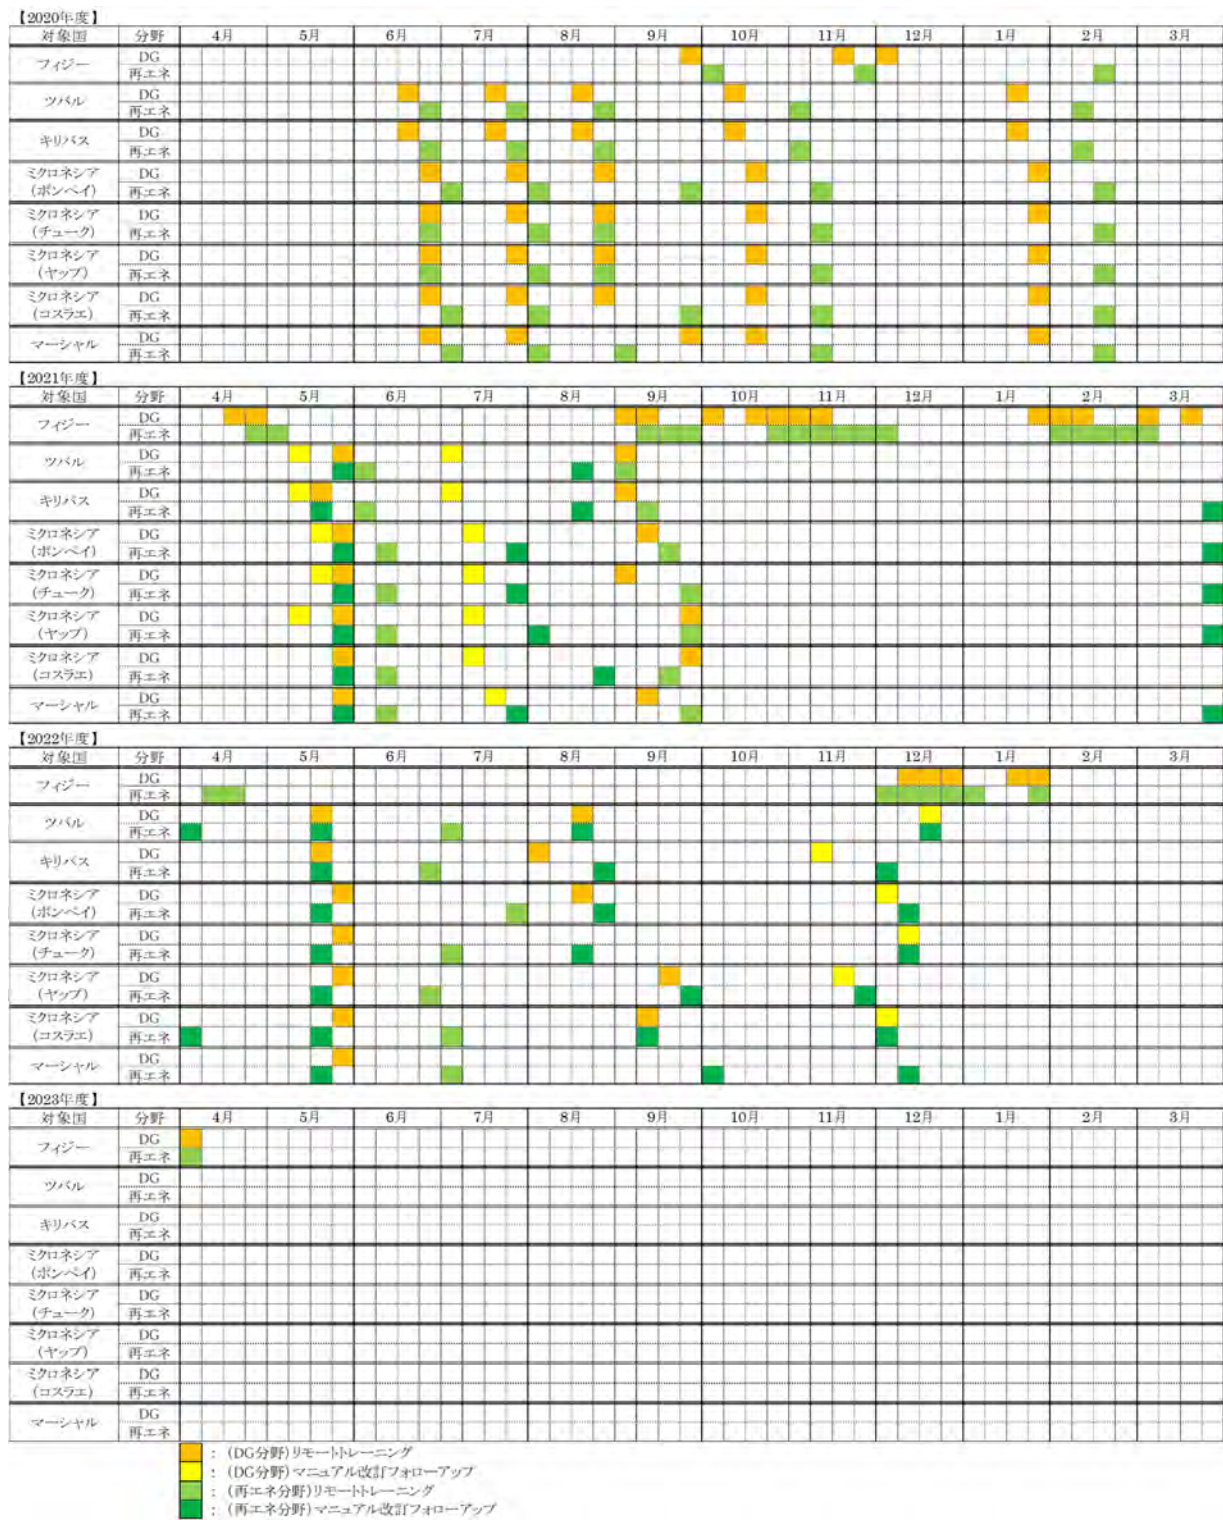 【2020年度】
対象国 分野 4月 5月 6月 7月 8月 9月 10月 11月 12月 1月 2月 3月
フィジー DG
再エネ
ツバル DG
再エネ
キリバス DG
再エネ
ミクロネシア DG
(ポンペイ) 再エネ
ミクロネシア DG
(チューク) 再エネ
ミクロネシア DG
(ヤップ) 再エネ
ミクロネシア DG
(コスラエ) 再エネ
マーシャル DG
再エネ
【2021年度】
対象国 分野 4月 5月 6月 7月 8月 9月 10月 11月 12月 1月 2月 3月
フィジー DG
再エネ
ツバル DG
再エネ
キリバス DG
再エネ
ミクロネシア DG
(ポンペイ) 再エネ
ミクロネシア DG
(チューク) 再エネ
ミクロネシア DG
(ヤップ) 再エネ
ミクロネシア DG
(コスラエ) 再エネ
マーシャル DG
再エネ
【2022年度】
対象国 分野 4月 5月 6月 7月 8月 9月 10月 11月 12月 1月 2月 3月
フィジー DG
再エネ
ツバル DG
再エネ
キリバス DG
再エネ
ミクロネシア DG
(ポンペイ) 再エネ
ミクロネシア DG
(チューク) 再エネ
ミクロネシア DG
(ヤップ) 再エネ
ミクロネシア DG
(コスラエ) 再エネ
マーシャル DG
再エネ
【2023年度】
対象国 分野 4月 5月 6月 7月 8月 9月 10月 11月 12月 1月 2月 3月
フィジー DG
再エネ
ツバル DG
再エネ
キリバス DG
再エネ
ミクロネシア DG
(ポンペイ) 再エネ
ミクロネシア DG
(チューク) 再エネ
ミクロネシア DG
(ヤップ) 再エネ
ミクロネシア DG
(コスラエ) 再エネ
マーシャル DG
再エネ
：(DG分野)リモートトレーニング
：(DG分野)マニュアル改訂フォローアップ
：(再エネ分野)リモートトレーニング
：(再エネ分野)マニュアル改訂フォローアップ